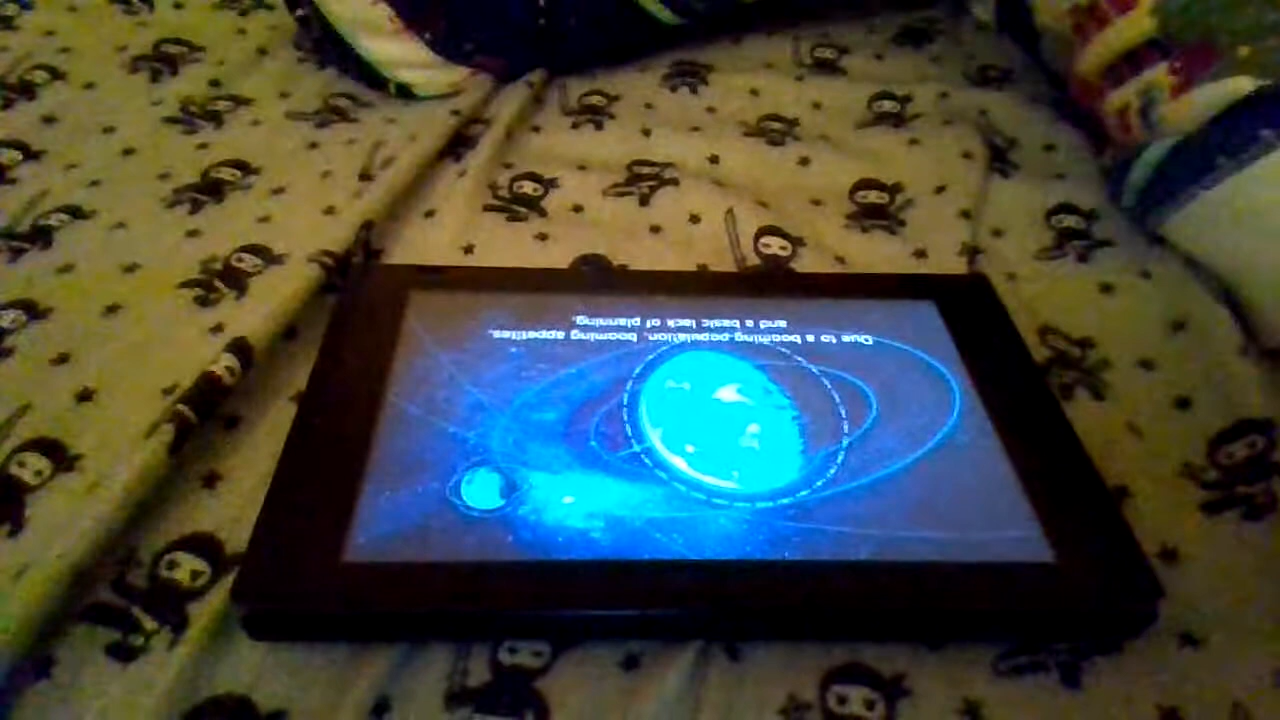 Due to a booming population, booming appetites,
and a basic lack of planning,